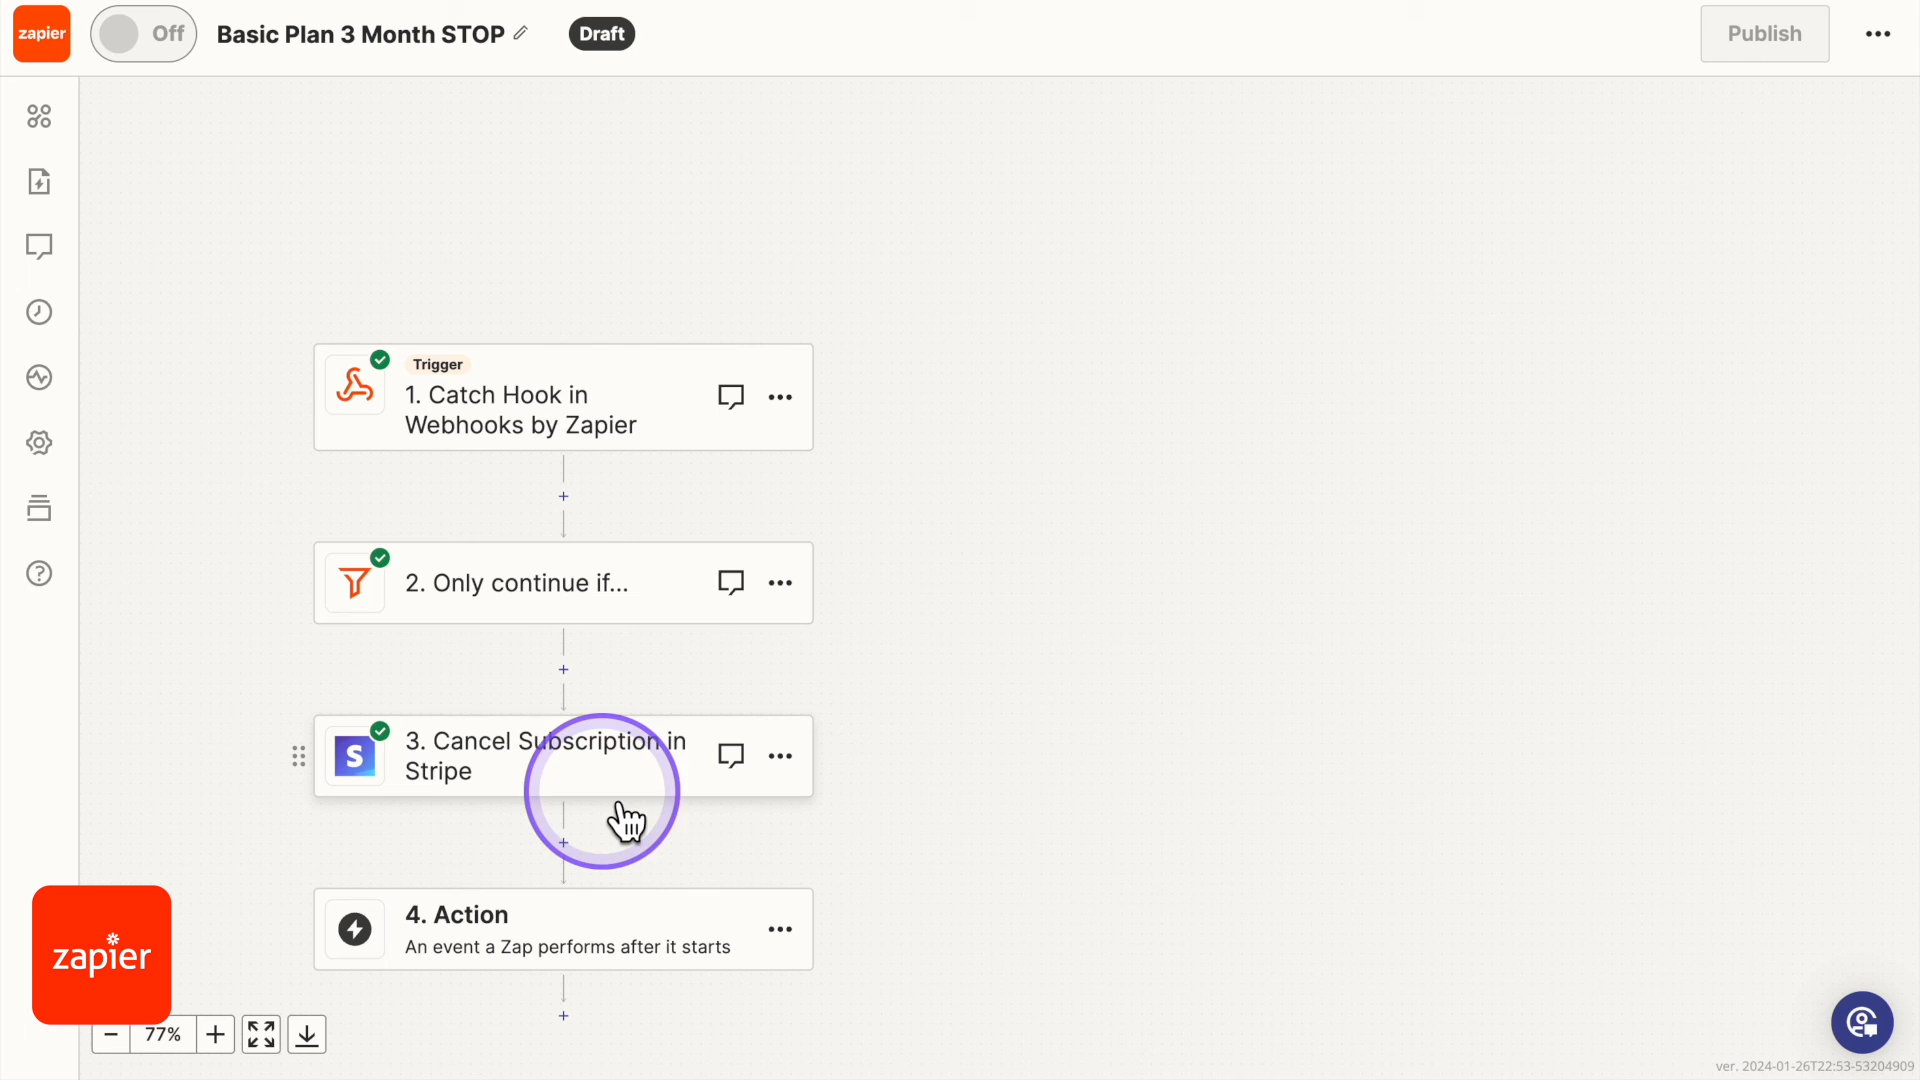 zapier
Off
Basic Plan 3 Month STOP
Draft
Publish
Trigger
1. Catch Hook in
Webhooks by Zapier
2. Only continue if...
3. Cancel Subscription in
Stripe
S
4. Action
An event a Zap performs after it starts
zapier
77%
ver. 2024-01-26T22:53-53204909